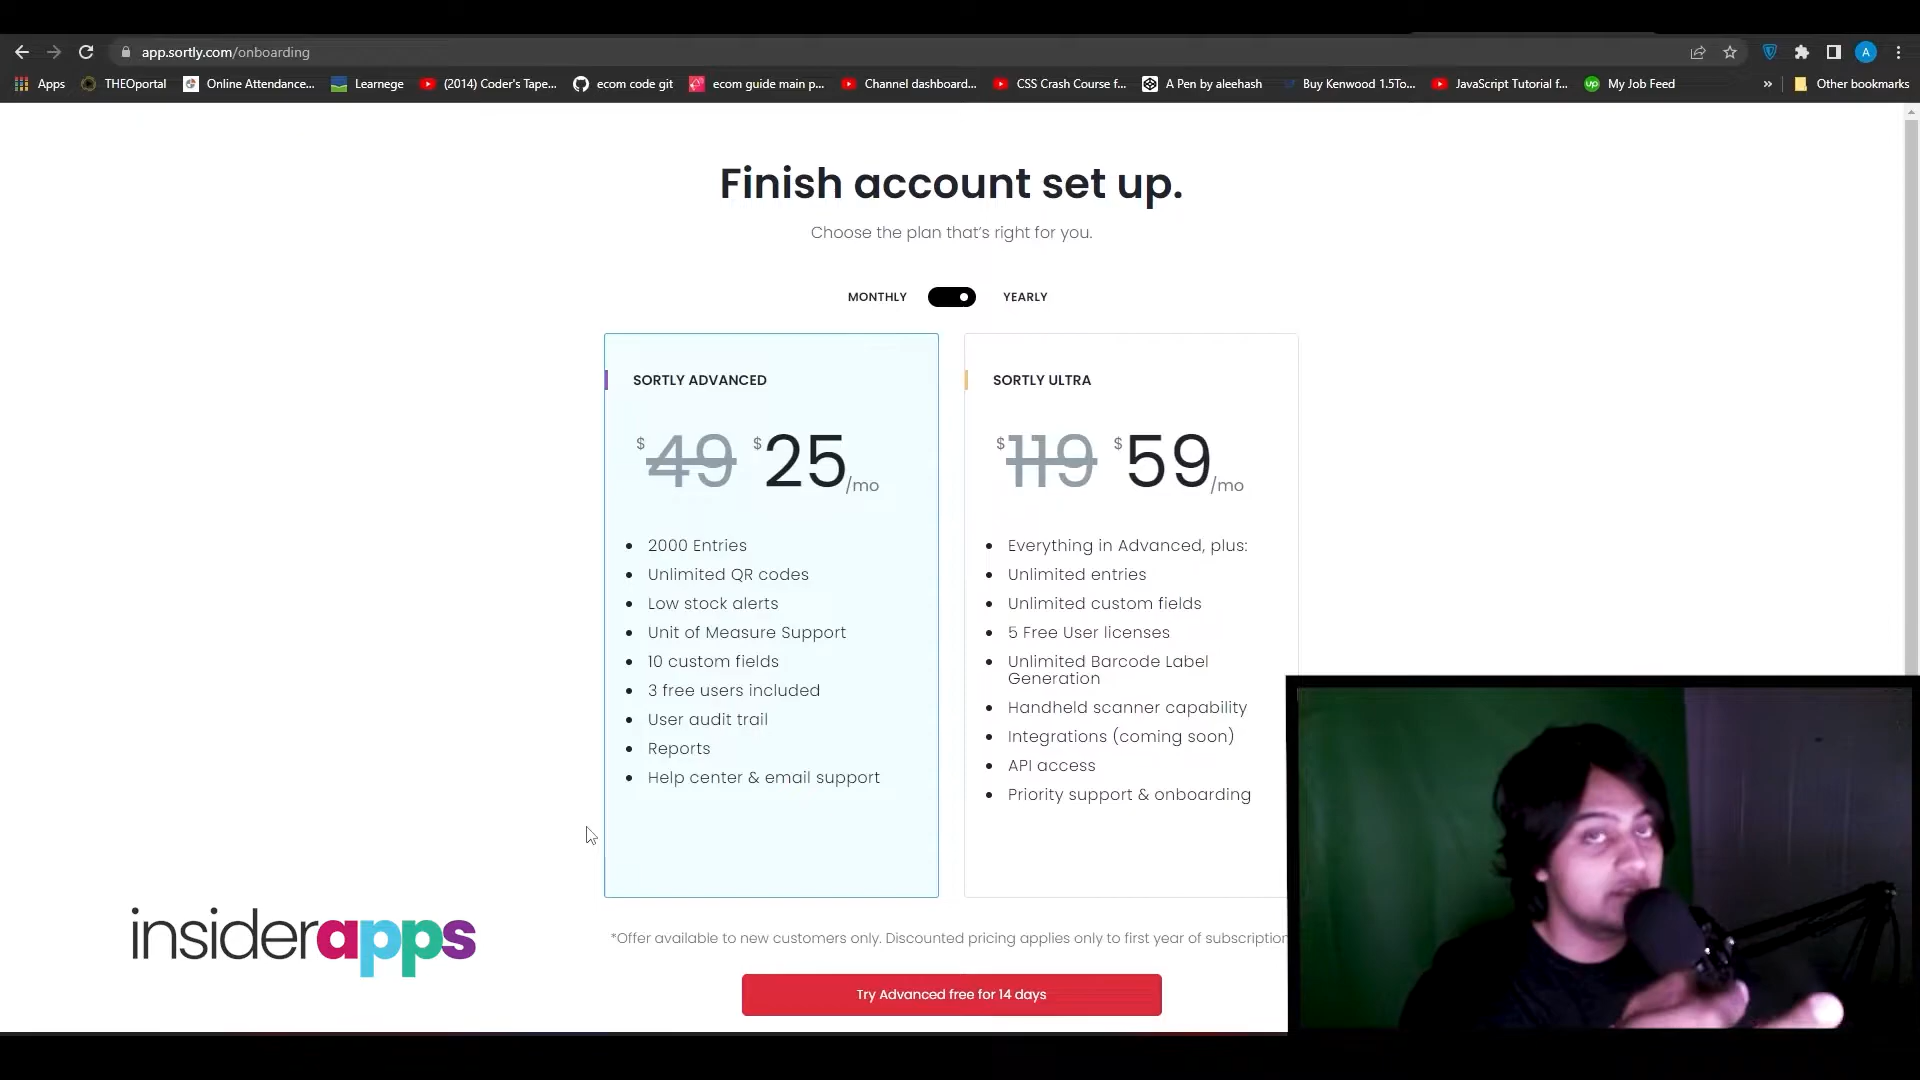 app.sortly.com/onboarding
A
Apps
THEOportal
Online Attendance...
Learnege
(2014) Coder's Tape...
ecom code git
ecom guide main p...
Channel dashboard...
CSS Crash Course f...
A Pen by aleehash
Buy Kenwood 1.5To...
JavaScript Tutorial f...
up
My Job Feed
»
Other bookmarks
Finish account set up.
Choose the plan that's right for you.
MONTHLY
YEARLY
SORTLY ADVANCED
$49 $25/mo
2000 Entries
Unlimited QR codes
Low stock alerts
Unit of Measure Support
10 custom fields
3 free users included
User audit trail
Reports
Help center & email support
SORTLY ULTRA
$119 $59/mo
Everything in Advanced, plus:
Unlimited entries
Unlimited custom fields
5 Free User licenses
Unlimited Barcode Label
Generation
Handheld scanner capability
Integrations (coming soon)
API access
Priority support & onboarding
*Offer available to new customers only. Discounted pricing applies only to first year of subscription
Try Advanced free for 14 days
insiderapps